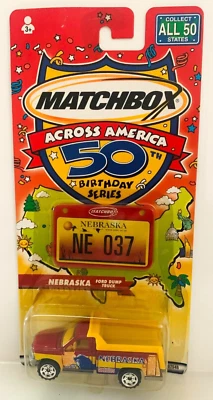 3+
COLLECT
ALL 50
STATES
MATCHBOX
ACROSS AMERICA
50TH
BIRTHDAY
SERIES
MATCHBOX
NEBRASKA
NE 037
NEBRASKA
FORD DUMP
TRUCK
NEBRASKA